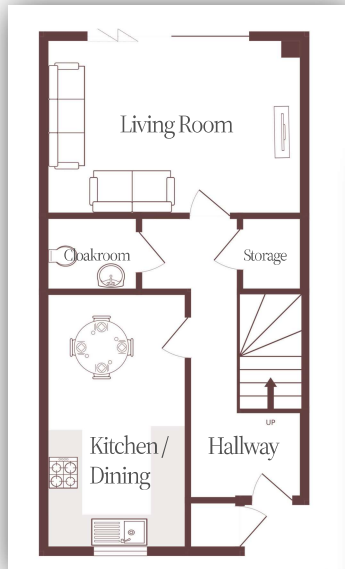 Living Room
Cloakroom
Storage
UP
Kitchen /
Dining
Hallway